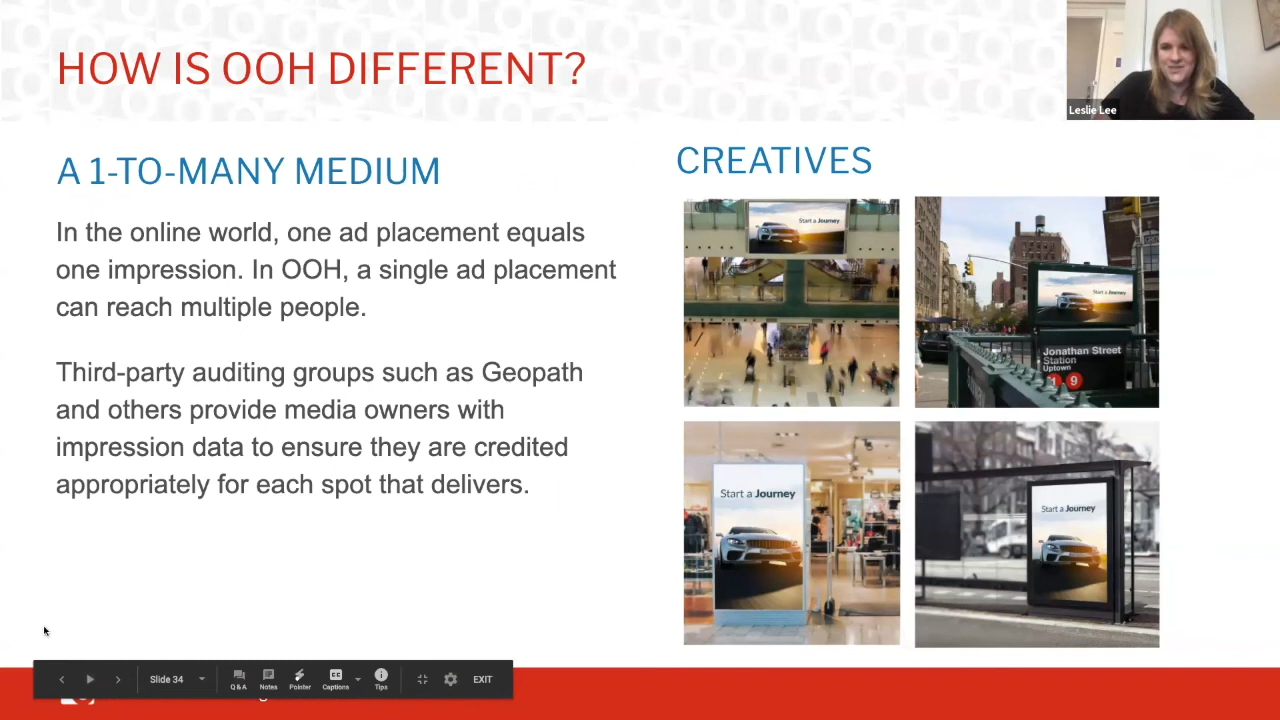 HOW IS OOH DIFFERENT?
Leslie Lee
A 1-TO-MANY MEDIUM
In the online world, one ad placement equals
one impression. In OOH, a single ad placement
can reach multiple people.
Third-party auditing groups such as Geopath
and others provide media owners with
impression data to ensure they are credited
appropriately for each spot that delivers.
CREATIVES
Start a Journey
Start a Journey
Jonathan Street
Station
Uptown
1 9
Start a Journey
Start a Journey
Slide 34
Q&A
Notes
Pointer
Captions
Tips
EXIT